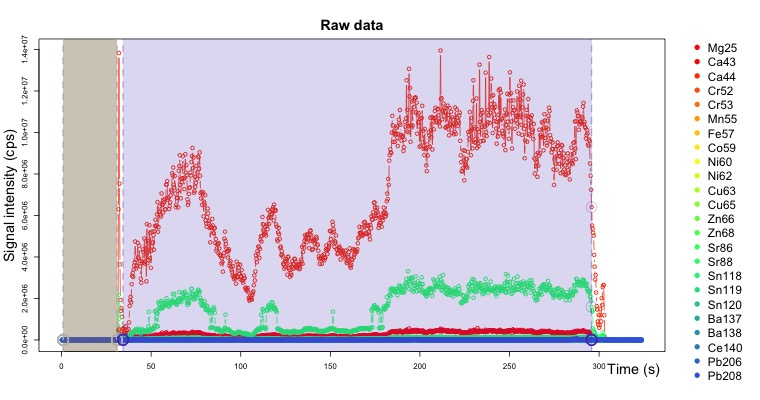 Raw data
Signal intensity (cps)
1.4e+07
1.2e+07
1.0e+07
8.0e+06
6.0e+06
4.0e+06
2.0e+06
0.0e+00
0 50 100 150 200 250 300
Time (s)
Mg25
Ca43
Ca44
Cr52
Cr53
Mn55
Fe57
Co59
Ni60
Ni62
Cu63
Cu65
Zn66
Zn68
Sr86
Sr88
Sn118
Sn119
Sn120
Ba137
Ba138
Ce140
Pb206
Pb208